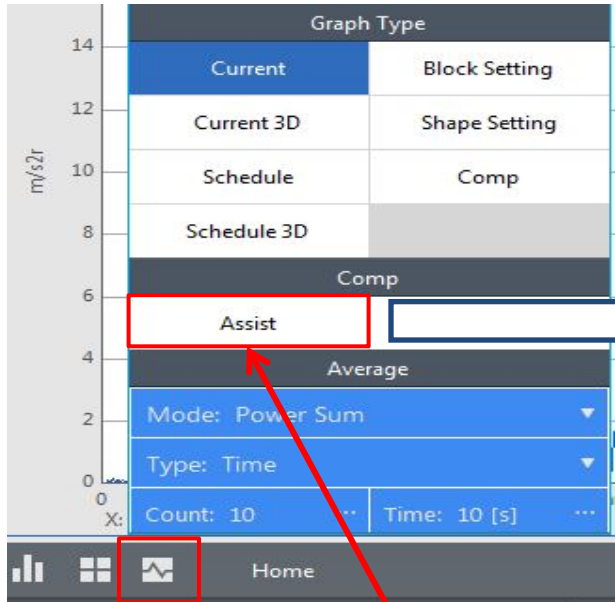 Graph Type
14
Current
Block Setting
12
Current 3D
Shape Setting
m/s2r
10
Schedule
Comp
8
Schedule 3D
Comp
6
Assist
4
Average
2
Mode: Power Sum
Type: Time
0
0
X:
Count: 10 ...
Time: 10 [s] ...
Home